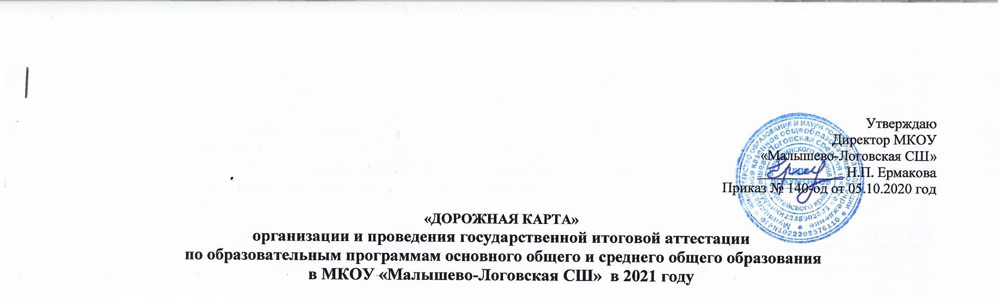 Утверждаю
Директор МКОУ
«Малышево-Логовская СШ»
____________ Н.П. Ермакова
Приказ № 140-од от 05.10.2020 год
«ДОРОЖНАЯ КАРТА»
организации и проведения государственной итоговой аттестации
по образовательным программам основного общего и среднего общего образования
в МКОУ «Малышево-Логовская СШ» в 2021 году